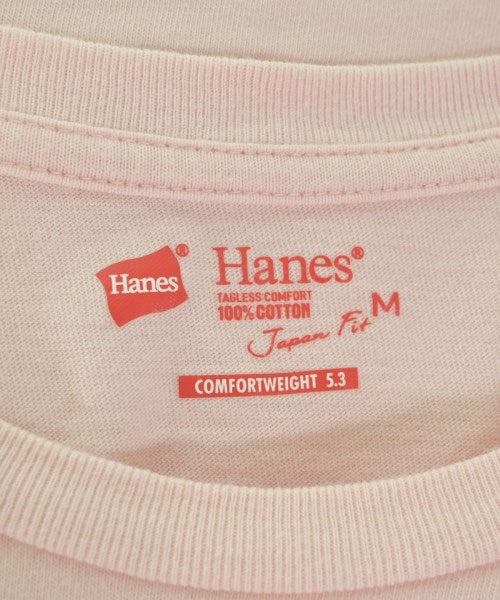 Hanes®
Hanes®
TAGLESS COMFORT
100% COTTON
M
Japan Fit
COMFORTWEIGHT 5.3